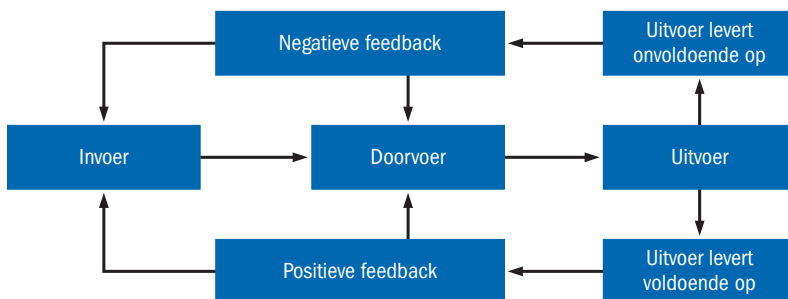 Negatieve feedback
Uitvoer levert
onvoldoende op
Invoer
Doorvoer
Uitvoer
Positieve feedback
Uitvoer levert
voldoende op